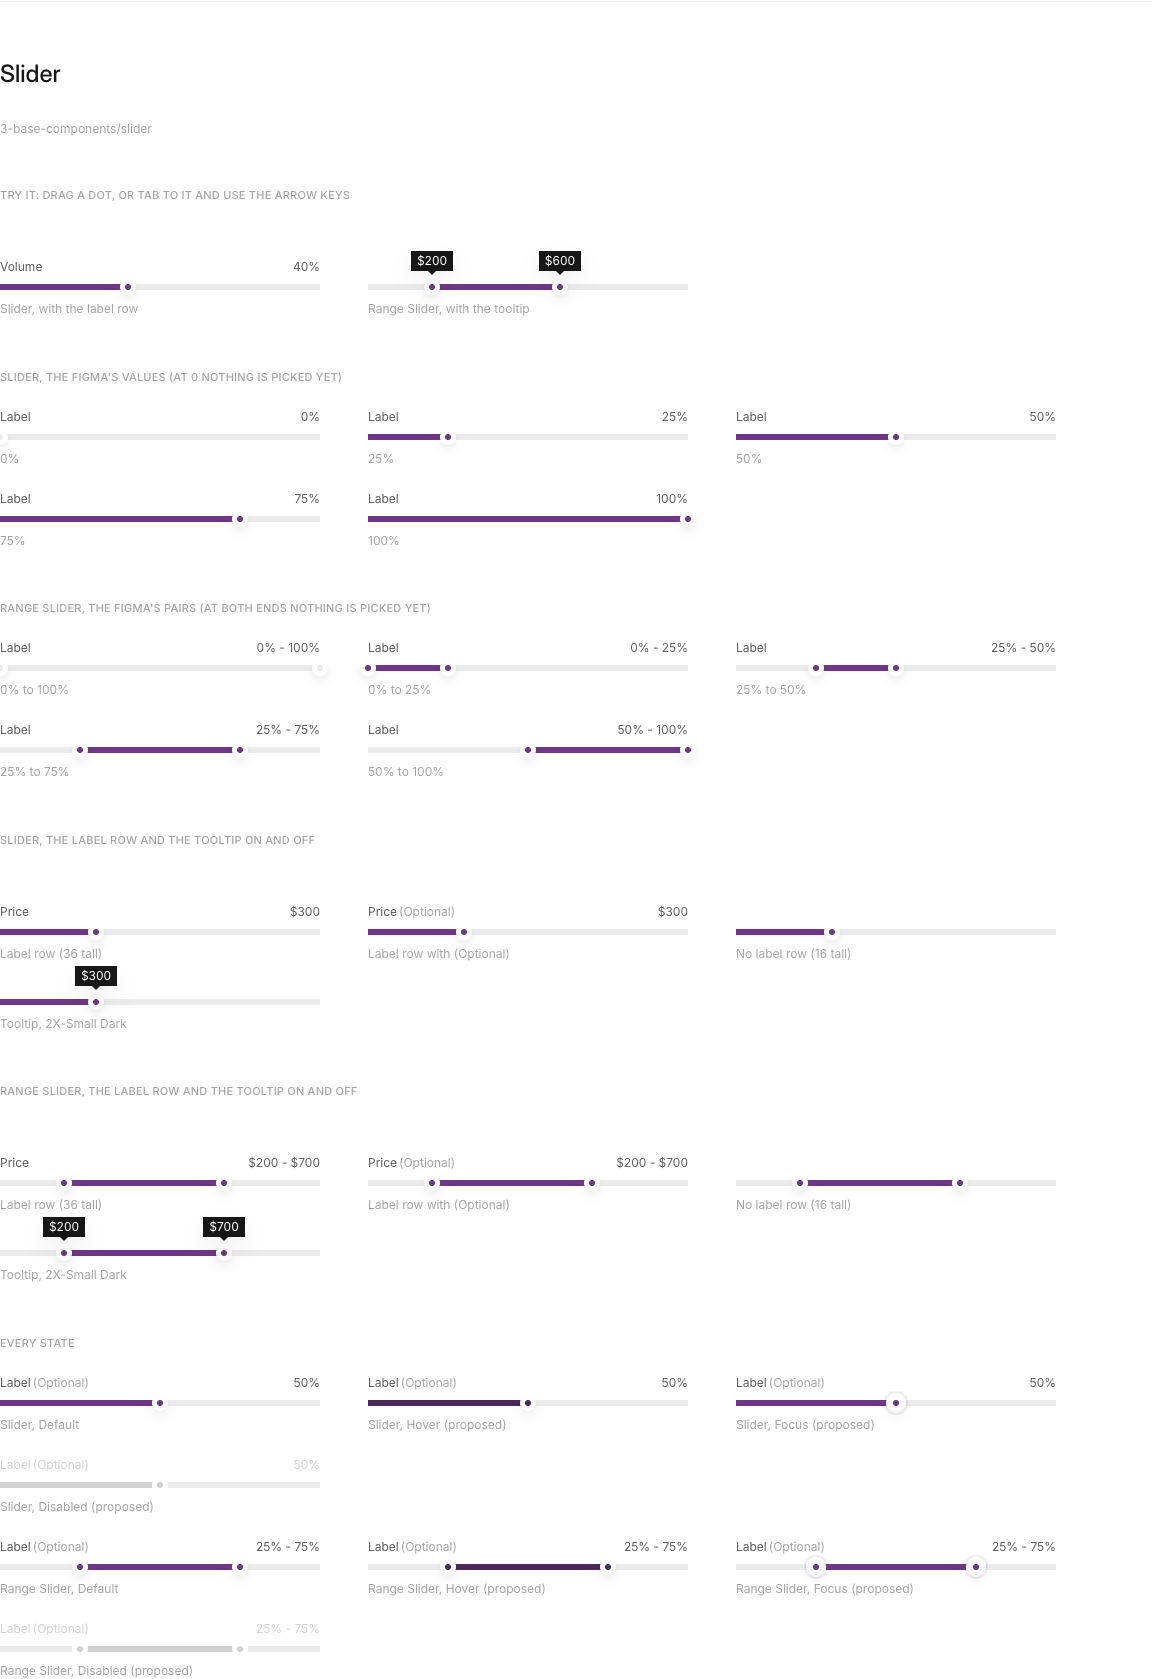 Slider
3-base-components/slider
TRY IT: DRAG A DOT, OR TAB TO IT AND USE THE ARROW KEYS
$200 $600
Volume 40%
Slider, with the label row Range Slider, with the tooltip
SLIDER, THE FIGMA'S VALUES (AT 0 NOTHING IS PICKED YET)
Label 0% Label 25% Label 50%
0% 25% 50%
Label 75% Label 100%
75% 100%
RANGE SLIDER, THE FIGMA'S PAIRS (AT BOTH ENDS NOTHING IS PICKED YET)
Label 0% - 100% Label 0% - 25% Label 25% - 50%
0% to 100% 0% to 25% 25% to 50%
Label 25% - 75% Label 50% - 100%
25% to 75% 50% to 100%
SLIDER, THE LABEL ROW AND THE TOOLTIP ON AND OFF
Price $300 Price (Optional) $300
Label row (36 tall) Label row with (Optional) No label row (16 tall)
$300
Tooltip, 2X-Small Dark
RANGE SLIDER, THE LABEL ROW AND THE TOOLTIP ON AND OFF
Price $200 - $700 Price (Optional) $200 - $700
Label row (36 tall) Label row with (Optional) No label row (16 tall)
$200 $700
Tooltip, 2X-Small Dark
EVERY STATE
Label (Optional) 50% Label (Optional) 50% Label (Optional) 50%
Slider, Default Slider, Hover (proposed) Slider, Focus (proposed)
Label (Optional) 50%
Slider, Disabled (proposed)
Label (Optional) 25% - 75% Label (Optional) 25% - 75% Label (Optional) 25% - 75%
Range Slider, Default Range Slider, Hover (proposed) Range Slider, Focus (proposed)
Label (Optional) 25% - 75%
Range Slider, Disabled (proposed)